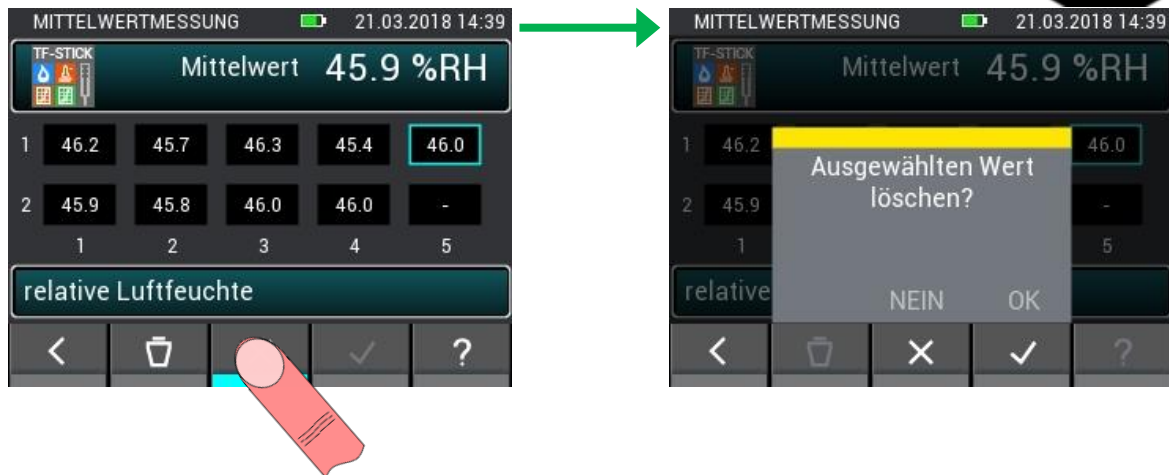 MITTELWERTMESSUNG 21.03.2018 14:39
TF-STICK
Mittelwert 45.9 %RH
1 46.2 45.7 46.3 45.4 46.0
2 45.9 45.8 46.0 46.0 -
1 2 3 4 5
relative Luftfeuchte
?
MITTELWERTMESSUNG 21.03.2018 14:39
TF-STICK
Mittelwert 45.9 %RH
1 46.2 46.0
Ausgewählten Wert
löschen?
2 45.9 -
1 5
relative
NEIN OK
?